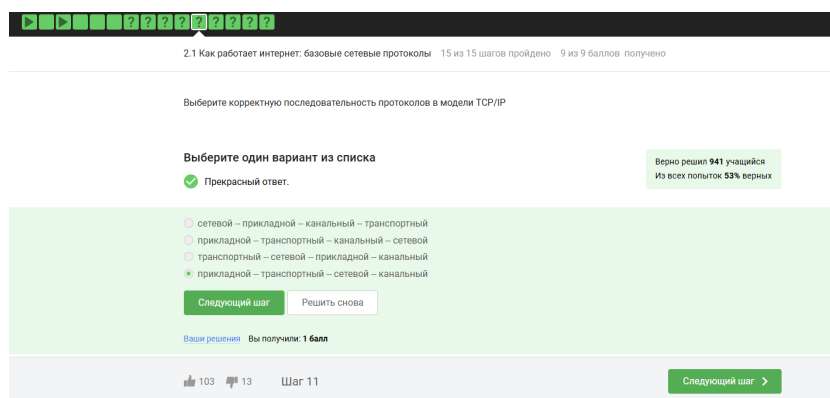 ? ? ? ? ? ? ? ? ?
2.1 Как работает интернет: базовые сетевые протоколы 15 из 15 шагов пройдено 9 из 9 баллов получено
Выберите корректную последовательность протоколов в модели TCP/IP
Выберите один вариант из списка
Верно решил 941 учащийся
Из всех попыток 53% верных
Прекрасный ответ.
сетевой – прикладной – канальный – транспортный
прикладной – транспортный – канальный – сетевой
транспортный – сетевой – прикладной – канальный
прикладной – транспортный – сетевой – канальный
Следующий шаг Решить снова
Ваши решения Вы получили: 1 балл
103 13 Шаг 11 Следующий шаг